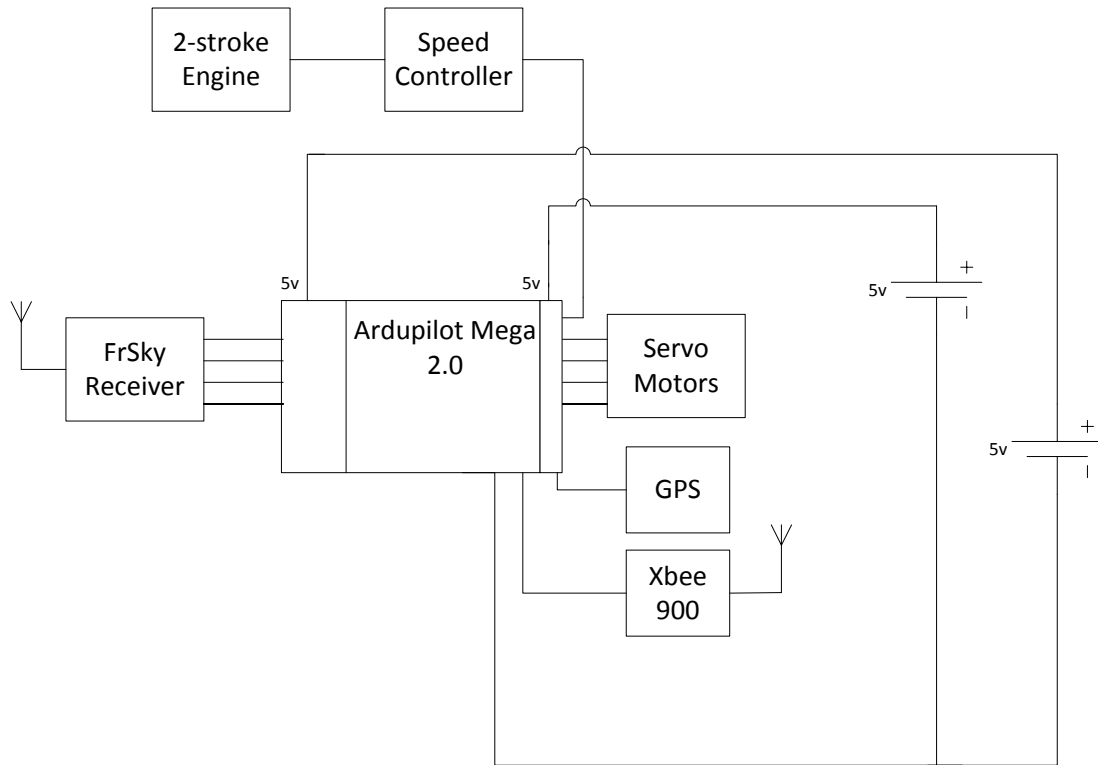 2-stroke
Engine
Speed
Controller
5v
5v
+
5v
-
Ardupilot Mega
2.0
FrSky
Receiver
Servo
Motors
+
5v
-
GPS
Xbee
900